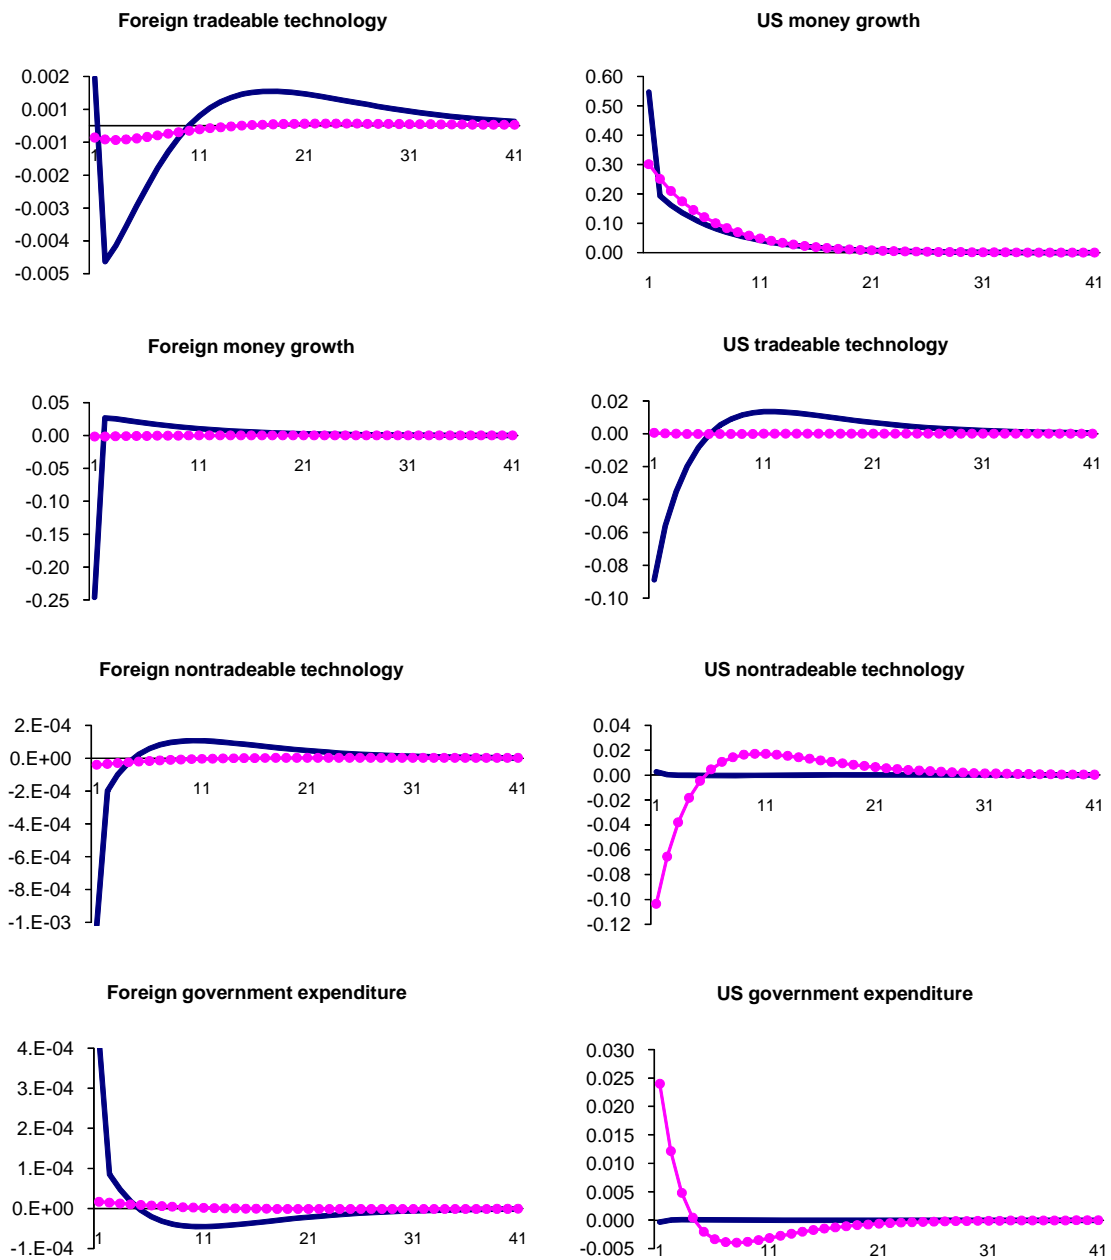 Foreign tradeable technology
0.002
0.001
-0.001
-0.002
-0.003
-0.004
-0.005
1 11 21 31 41
US money growth
0.60
0.50
0.40
0.30
0.20
0.10
0.00
1 11 21 31 41
Foreign money growth
0.05
0.00
-0.05
-0.10
-0.15
-0.20
-0.25
1 11 21 31 41
US tradeable technology
0.02
0.00
-0.02
-0.04
-0.06
-0.08
-0.10
1 11 21 31 41
Foreign nontradeable technology
2.E-04
0.E+00
-2.E-04
-4.E-04
-6.E-04
-8.E-04
-1.E-03
1 11 21 31 41
US nontradeable technology
0.04
0.02
0.00
-0.02
-0.04
-0.06
-0.08
-0.10
-0.12
1 11 21 31 41
Foreign government expenditure
4.E-04
3.E-04
2.E-04
1.E-04
0.E+00
-1.E-04
1 11 21 31 41
US government expenditure
0.030
0.025
0.020
0.015
0.010
0.005
0.000
-0.005
1 11 21 31 41